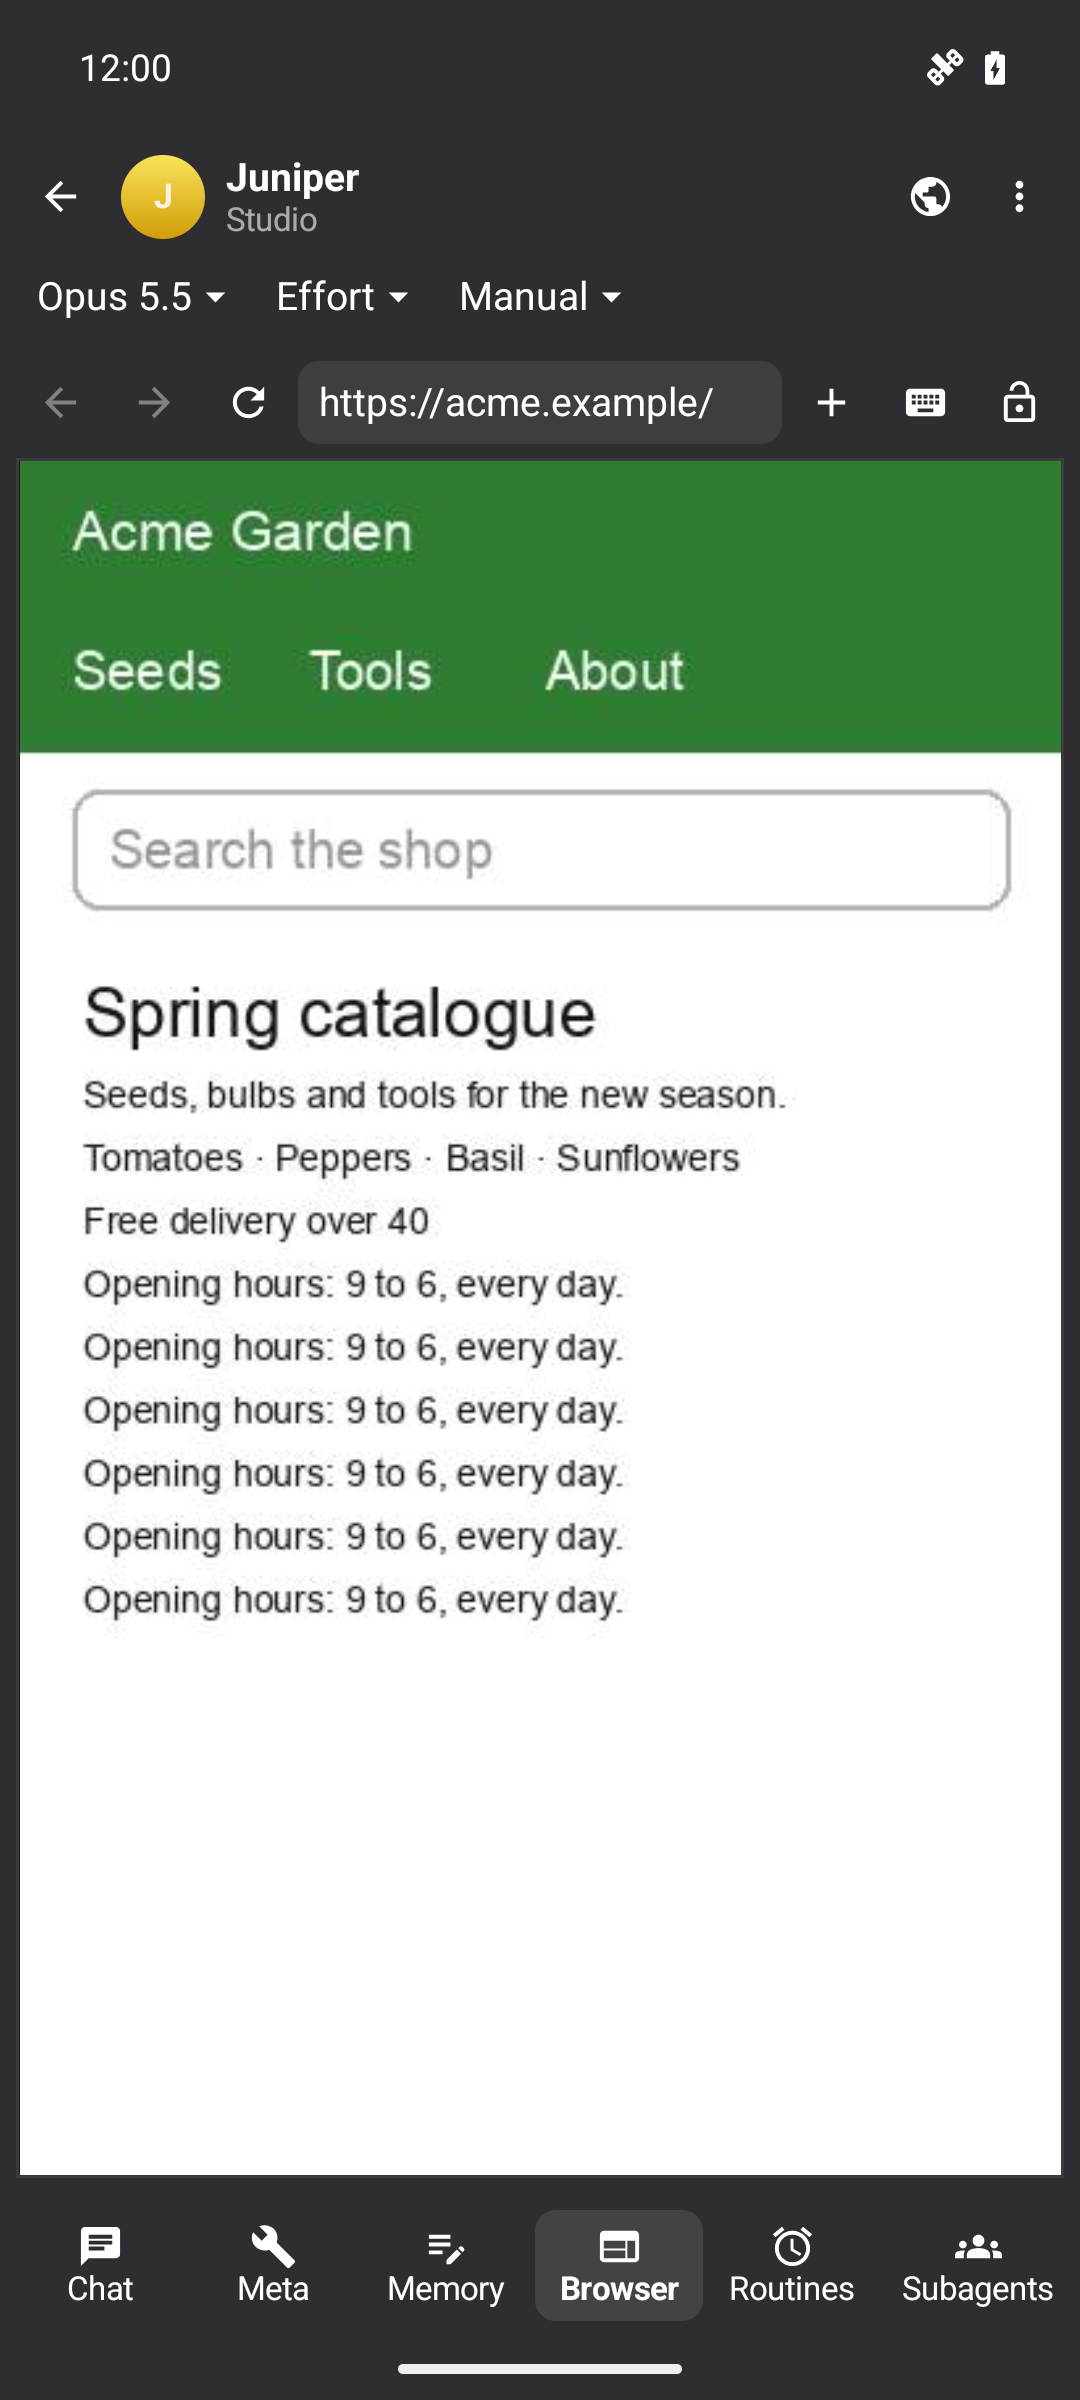 12:00
J
Juniper
Studio
Opus 5.5
Effort
Manual
https://acme.example/
Acme Garden
Seeds Tools About
Search the shop
Spring catalogue
Seeds, bulbs and tools for the new season.
Tomatoes · Peppers · Basil · Sunflowers
Free delivery over 40
Opening hours: 9 to 6, every day.
Opening hours: 9 to 6, every day.
Opening hours: 9 to 6, every day.
Opening hours: 9 to 6, every day.
Opening hours: 9 to 6, every day.
Opening hours: 9 to 6, every day.
Chat Meta Memory Browser Routines Subagents